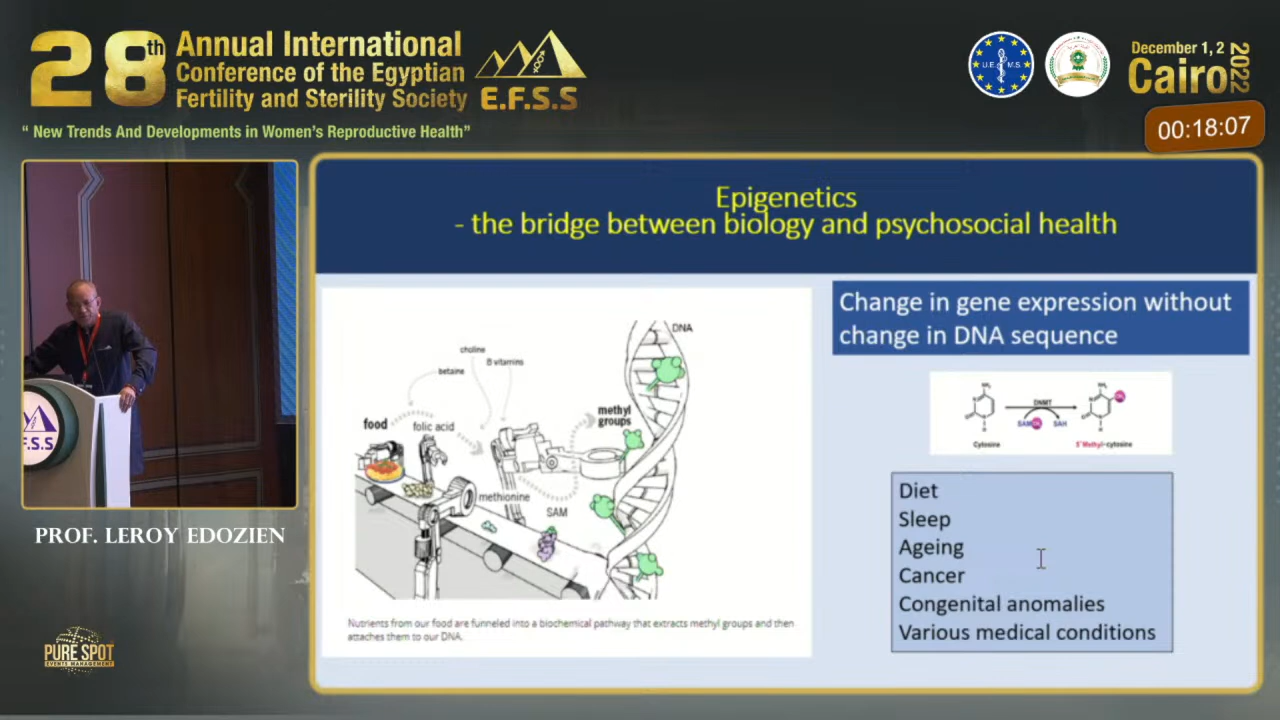 28th Annual International
Conference of the Egyptian
Fertility and Sterility Society
E.F.S.S
U.E.M.S.
December 1, 2
Cairo
2022
“ New Trends And Developments in Women's Reproductive Health”
00:18:07
Epigenetics
- the bridge between biology and psychosocial health
Change in gene expression without
change in DNA sequence
DNA
choline
B vitamins
betaine
methyl
groups
food
folic acid
methionine
SAM
DNMT
SAH
Cytosine
5'Methyl-cytosine
Nutrients from our food are funneled into a biochemical pathway that extracts methyl groups and then
attaches them to our DNA.
Diet
Sleep
Ageing
Cancer
Congenital anomalies
Various medical conditions
F.S.S
PROF. LEROY EDOZIEN
PURE SPOT
EVENTS MANAGEMENT